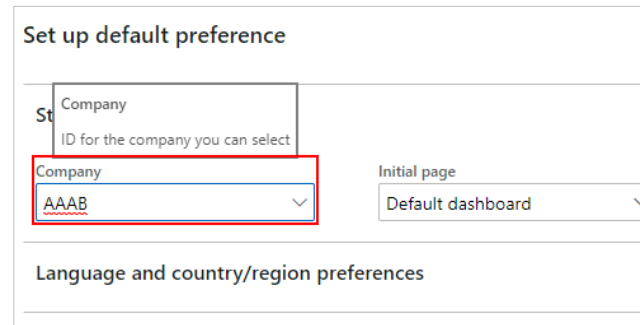 Set up default preference
Company
St
ID for the company you can select
Company
Initial page
AAAB
Default dashboard
Language and country/region preferences